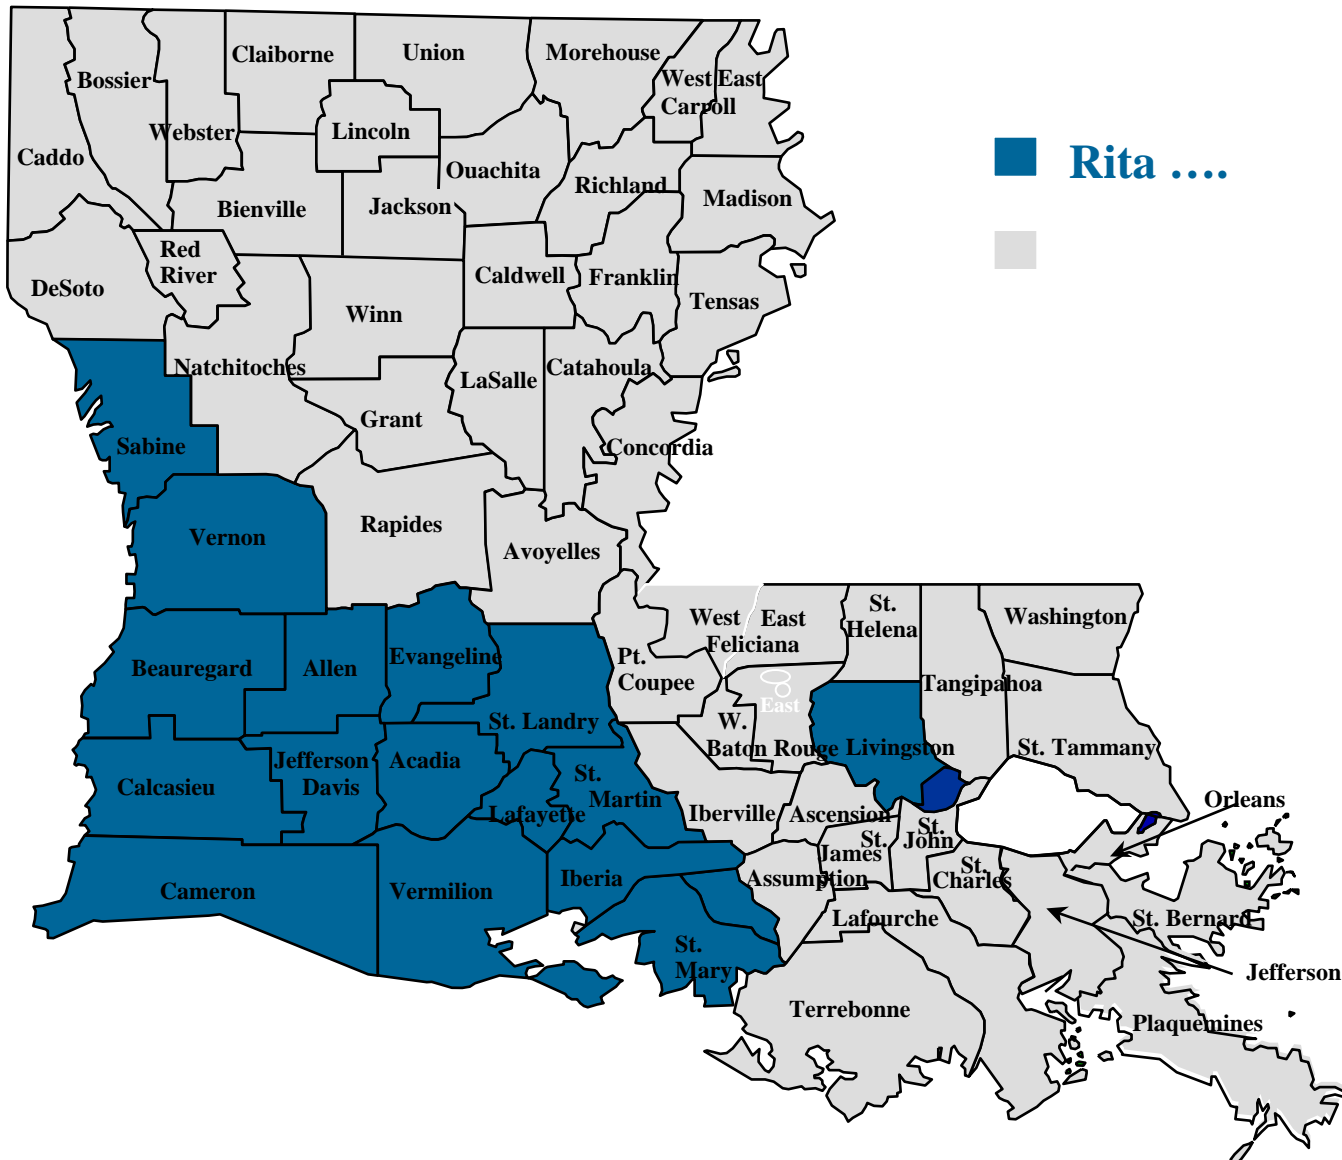 Claiborne
Union
Morehouse
Bossier
West East
Carroll
Webster
Lincoln
Caddo
Ouachita
Richland
Rita ....
Madison
Bienville
Jackson
Red
River
DeSoto
Caldwell
Franklin
Tensas
Winn
Natchitoches
LaSalle
Catahoula
Grant
Sabine
Concordia
Vernon
Rapides
Avoyelles
West
Feliciana
East
St.
Helena
Washington
Beauregard
Allen
Evangeline
Pt.
Coupee
Tangipahoa
East
St. Landry
W.
Baton Rouge
Livingston
St. Tammany
Calcasieu
Jefferson
Davis
Acadia
St.
Martin
Lafayette
Iberville
Ascension
Orleans
St.
James
St.
John
St.
Charles
Cameron
Vermilion
Iberia
Assumption
Lafourche
St. Bernard
St.
Mary
Jefferson
Terrebonne
Plaquemines